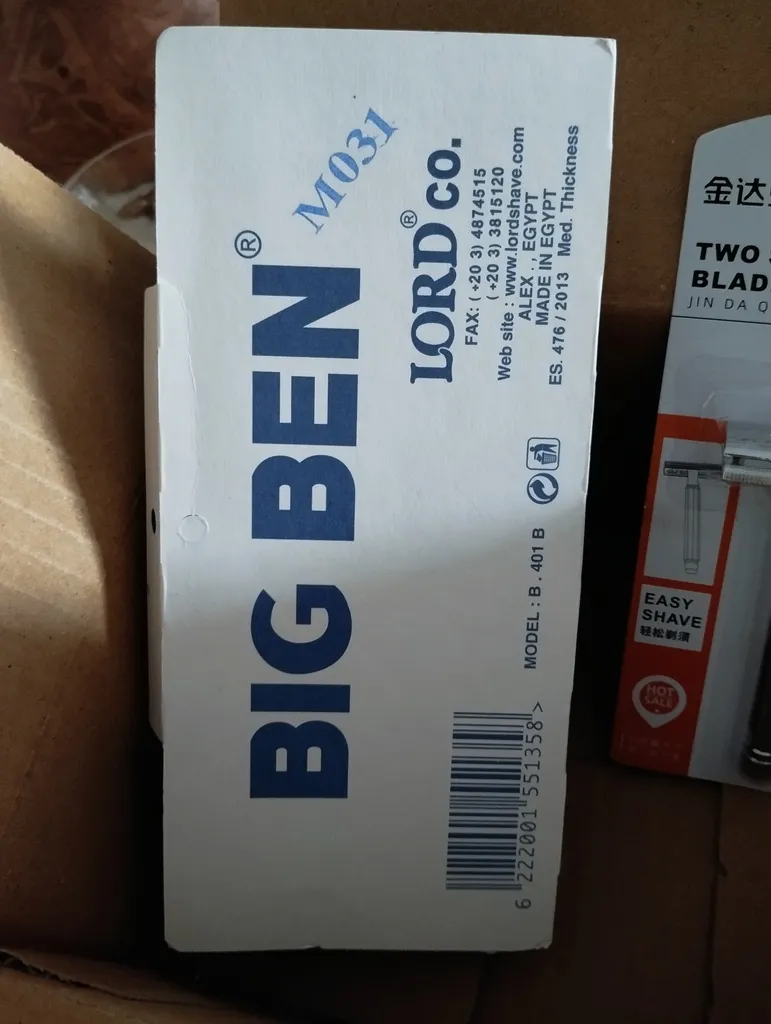 BIG BEN®
M031
LORD® co.
FAX: ( +20 3) 4874515
( +20 3) 3815120
Web site : www.lordshave.com
ALEX ., EGYPT
MADE IN EGYPT
ES. 476 / 2013 Med. Thickness
MODEL : B . 401 B
6 222001 551358 >
金达
TWO
BLAD
JIN DA Q
EASY
SHAVE
轻松剃须
HOT
SALE